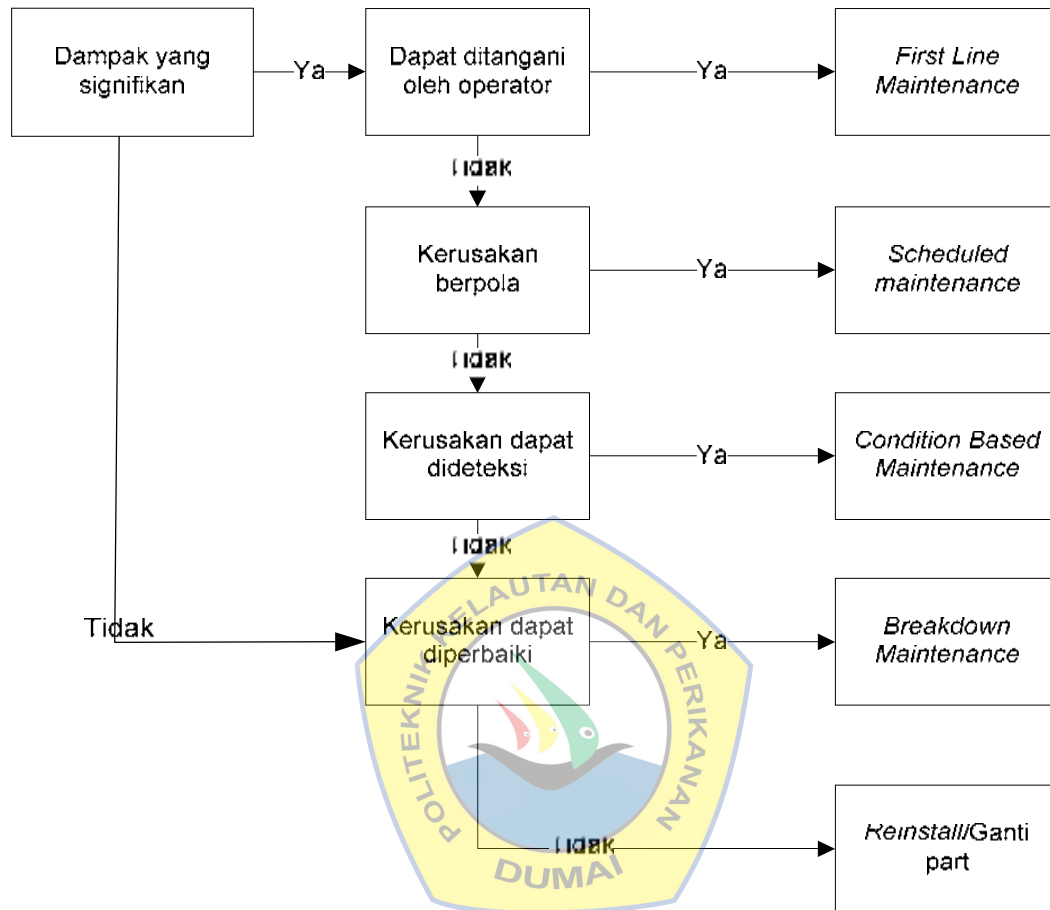 Dampak yang
signifikan
Ya
Dapat ditangani
oleh operator
Ya
First Line
Maintenance
Tidak
Kerusakan
berpola
Ya
Scheduled
maintenance
Tidak
Kerusakan dapat
dideteksi
Ya
Condition Based
Maintenance
Tidak
Tidak
Kerusakan dapat
diperbaiki
Ya
Breakdown
Maintenance
Tidak
Reinstall/Ganti
part
POLITEKNIK KELAUTAN DAN PERIKANAN
DUMAI